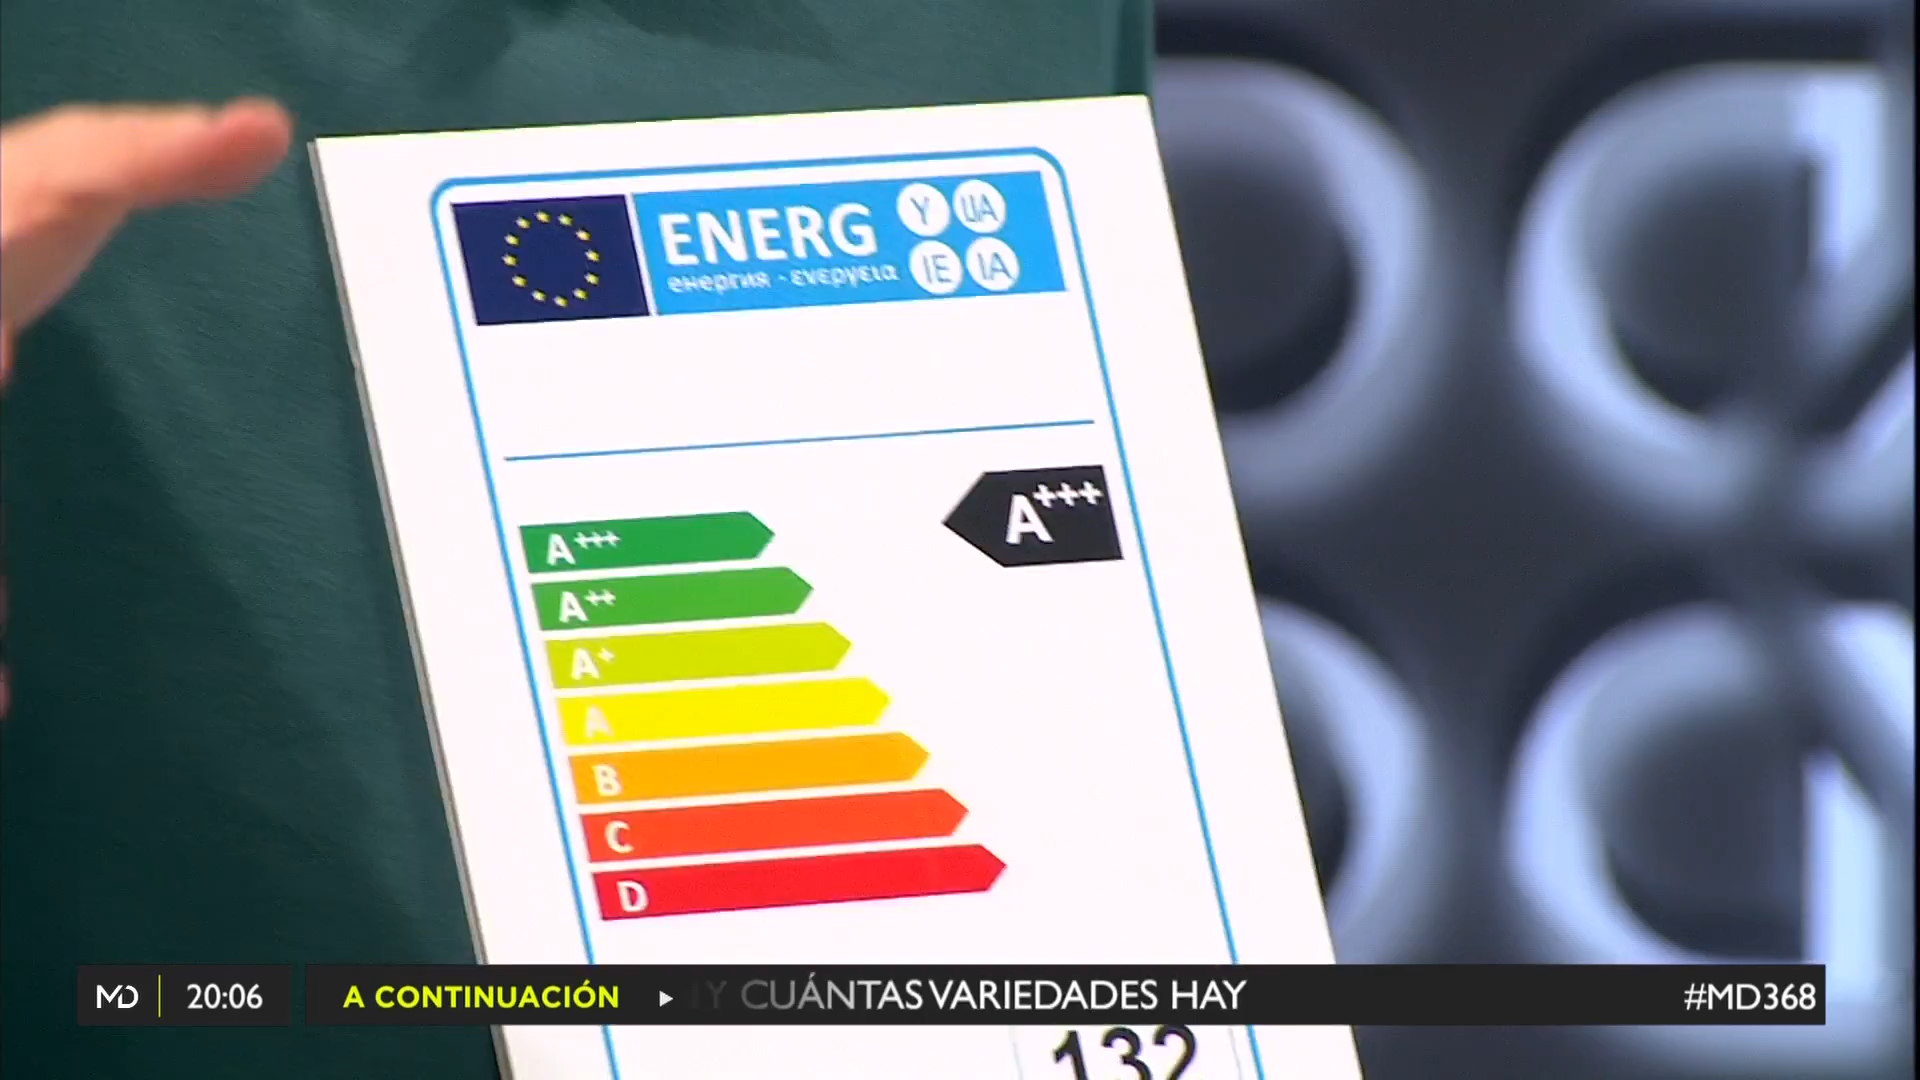 ENERG
енергия · ενεργεια
Y
IJA
IE
IA
A+++
A+++
A++
A+
A
B
C
D
MD
20:06
A CONTINUACIÓN
Y CUÁNTAS VARIEDADES HAY
#MD368
132